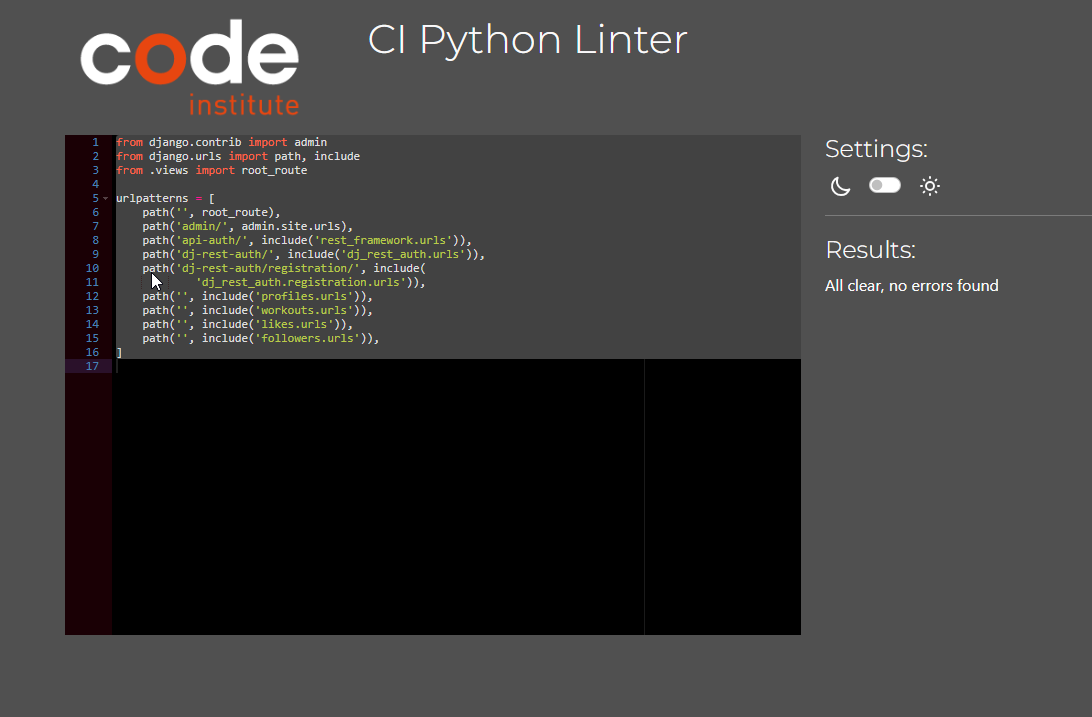 code institute
CI Python Linter
1 from django.contrib import admin
2 from django.urls import path, include
3 from .views import root_route
4
5 urlpatterns = [
6     path('', root_route),
7     path('admin/', admin.site.urls),
8     path('api-auth/', include('rest_framework.urls')),
9     path('dj-rest-auth/', include('dj_rest_auth.urls')),
10     path('dj-rest-auth/registration/', include(
11             'dj_rest_auth.registration.urls')),
12     path('', include('profiles.urls')),
13     path('', include('workouts.urls')),
14     path('', include('likes.urls')),
15     path('', include('followers.urls')),
16 ]
17
Settings:
Results:
All clear, no errors found